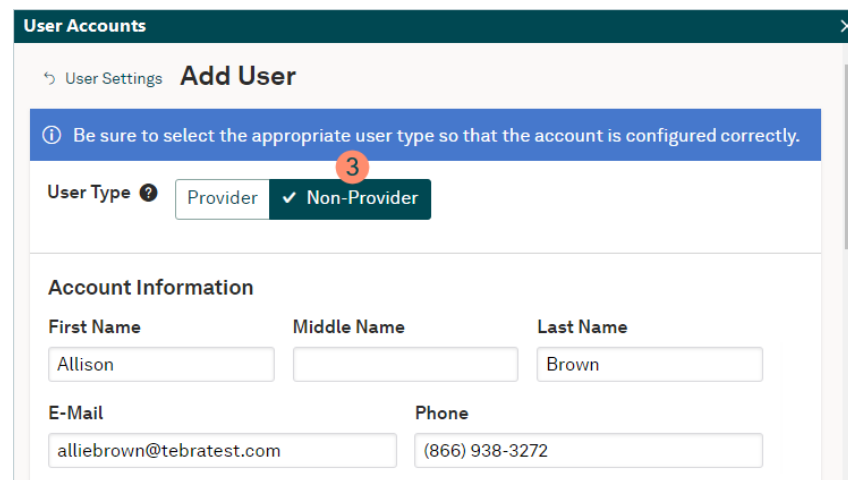 User Accounts
User Settings Add User
Be sure to select the appropriate user type so that the account is configured correctly.
3
User Type Provider Non-Provider
Account Information
First Name Middle Name Last Name
Allison Brown
E-Mail Phone
alliebrown@tebratest.com (866) 938-3272